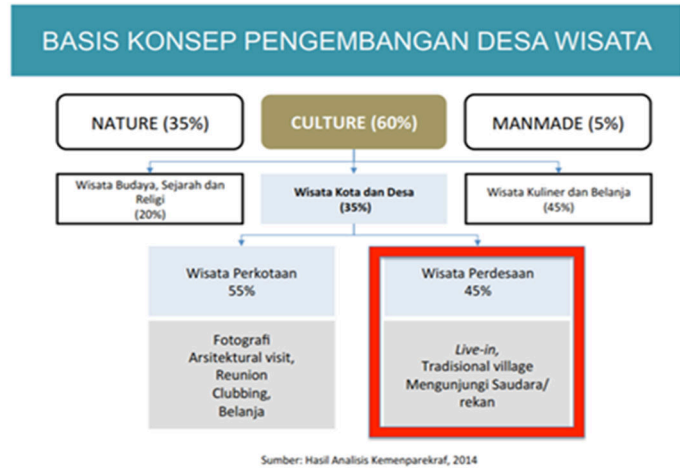 BASIS KONSEP PENGEMBANGAN DESA WISATA
NATURE (35%)
CULTURE (60%)
MANMADE (5%)
Wisata Budaya, Sejarah dan
Religi
(20%)
Wisata Kota dan Desa
(35%)
Wisata Kuliner dan Belanja
(45%)
Wisata Perkotaan
55%
Fotografi
Arsitektural visit,
Reunion
Clubbing,
Belanja
Wisata Perdesaan
45%
Live-in,
Tradisional village
Mengunjungi Saudara/
rekan
Sumber: Hasil Analisis Kemenparekraf, 2014